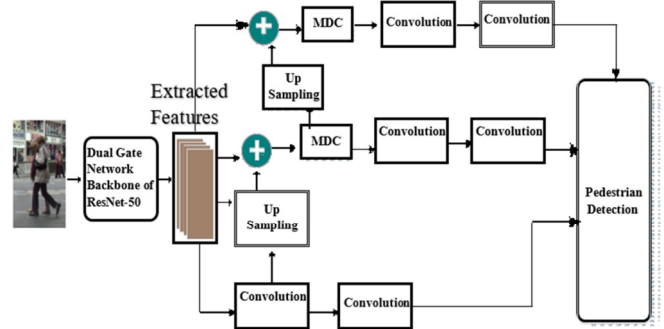 MDC
Convolution
Convolution
Up
Sampling
Extracted
Features
Dual Gate
Network
Backbone of
ResNet-50
MDC
Convolution
Convolution
Up
Sampling
Pedestrian
Detection
Convolution
Convolution